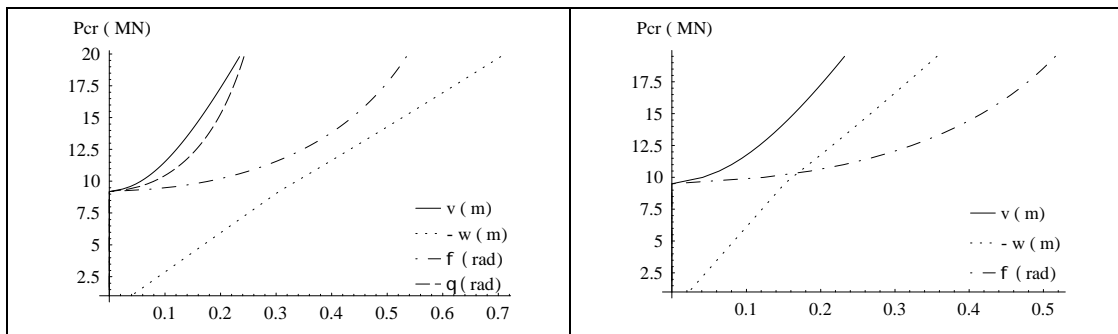 Pcr ( MN)
20
17.5
15
12.5
10
7.5
5
2.5
0.1 0.2 0.3 0.4 0.5 0.6 0.7
v ( m )
- w ( m )
f ( rad )
q ( rad )
Pcr ( MN)
17.5
15
12.5
10
7.5
5
2.5
0.1 0.2 0.3 0.4 0.5
v ( m )
- w ( m )
f ( rad )